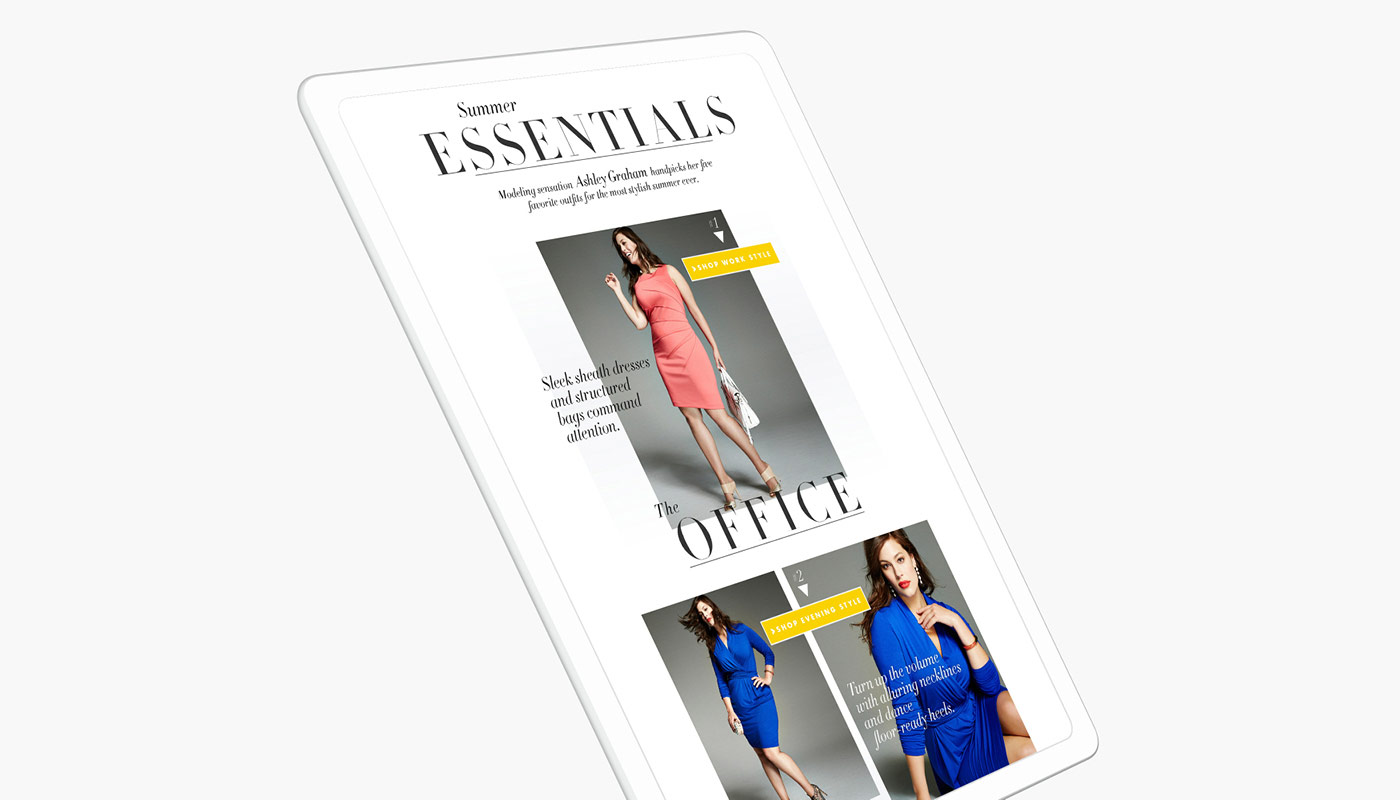 Summer
ESSENTIALS
Modeling sensation Ashley Graham handpicks her five
favorite outfits for the most stylish summer ever.
#1
>SHOP WORK STYLE
Sleek sheath dresses
and structured
bags command
attention.
The
OFFICE
#2
>SHOP EVENING STYLE
Turn up the volume
with alluring necklines
and dance
floor-ready heels.